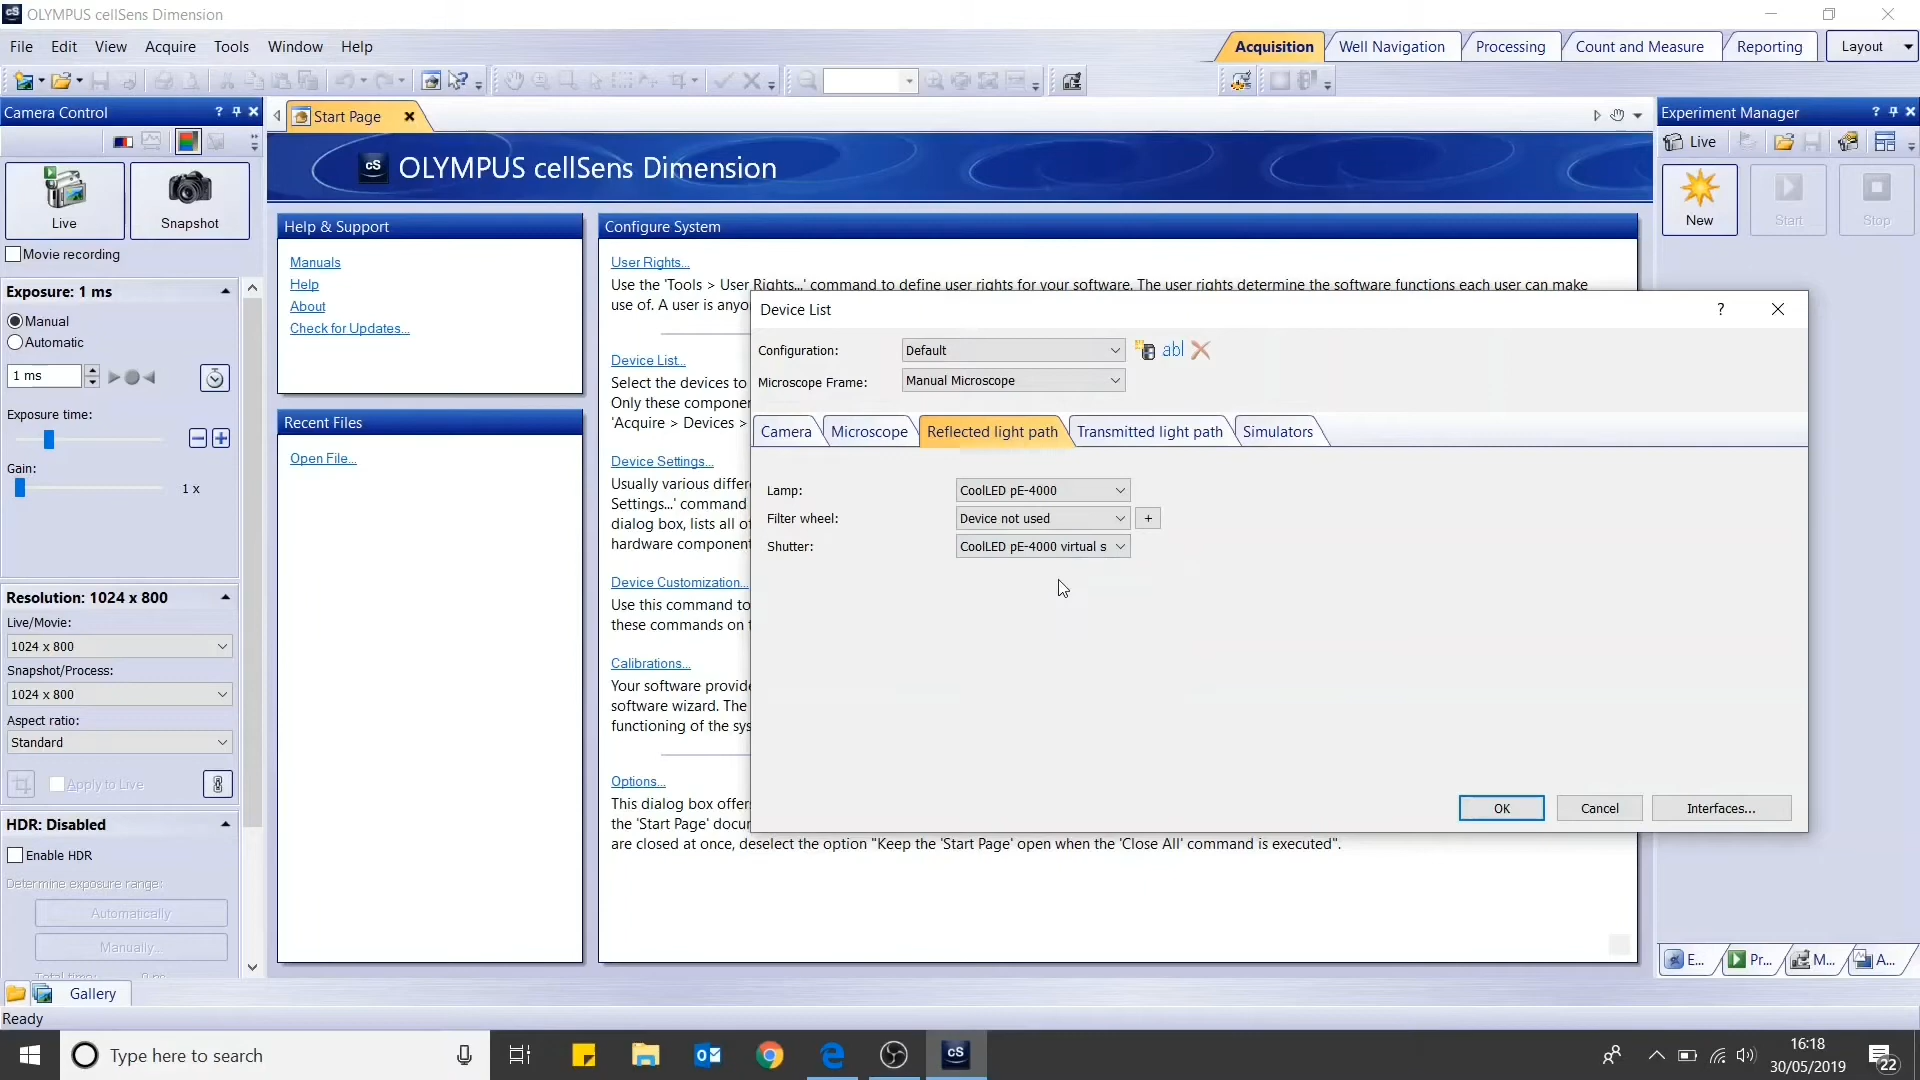 OLYMPUS cellSens Dimension
File Edit View Acquire Tools Window Help
Acquisition Well Navigation Processing Count and Measure Reporting Layout
Camera Control
Start Page
Experiment Manager
Live
OLYMPUS cellSens Dimension
Live Snapshot
New Start Stop
Movie recording
Help & Support
Manuals
Help
About
Check for Updates...
Recent Files
Open File...
Exposure: 1 ms
Manual
Automatic
1 ms
Exposure time:
Gain:
1 x
Resolution: 1024 x 800
Live/Movie:
1024 x 800
Snapshot/Process:
1024 x 800
Aspect ratio:
Standard
Apply to Live
HDR: Disabled
Enable HDR
Determine exposure range:
Automatically
Manually...
Configure System
User Rights...
Use the 'Tools > User Rights...' command to define user rights for your software. The user rights determine the software functions each user can make
use of. A user is anyo
Device List...
Select the devices to
Only these componen
'Acquire > Devices >
Device Settings...
Usually various differ
Settings...' command
dialog box, lists all of
hardware component
Device Customization...
Use this command to
these commands on t
Calibrations...
Your software provide
software wizard. The
functioning of the sys
Options...
This dialog box offers
the 'Start Page' docu
are closed at once, deselect the option "Keep the 'Start Page' open when the 'Close All' command is executed".
Device List
Configuration: Default
abl
Microscope Frame: Manual Microscope
Camera Microscope Reflected light path Transmitted light path Simulators
Lamp: CoolLED pE-4000
Filter wheel: Device not used +
Shutter: CoolLED pE-4000 virtual s
OK Cancel Interfaces...
E... Pr... M... A...
Gallery
Ready
Type here to search
16:18
30/05/2019
22